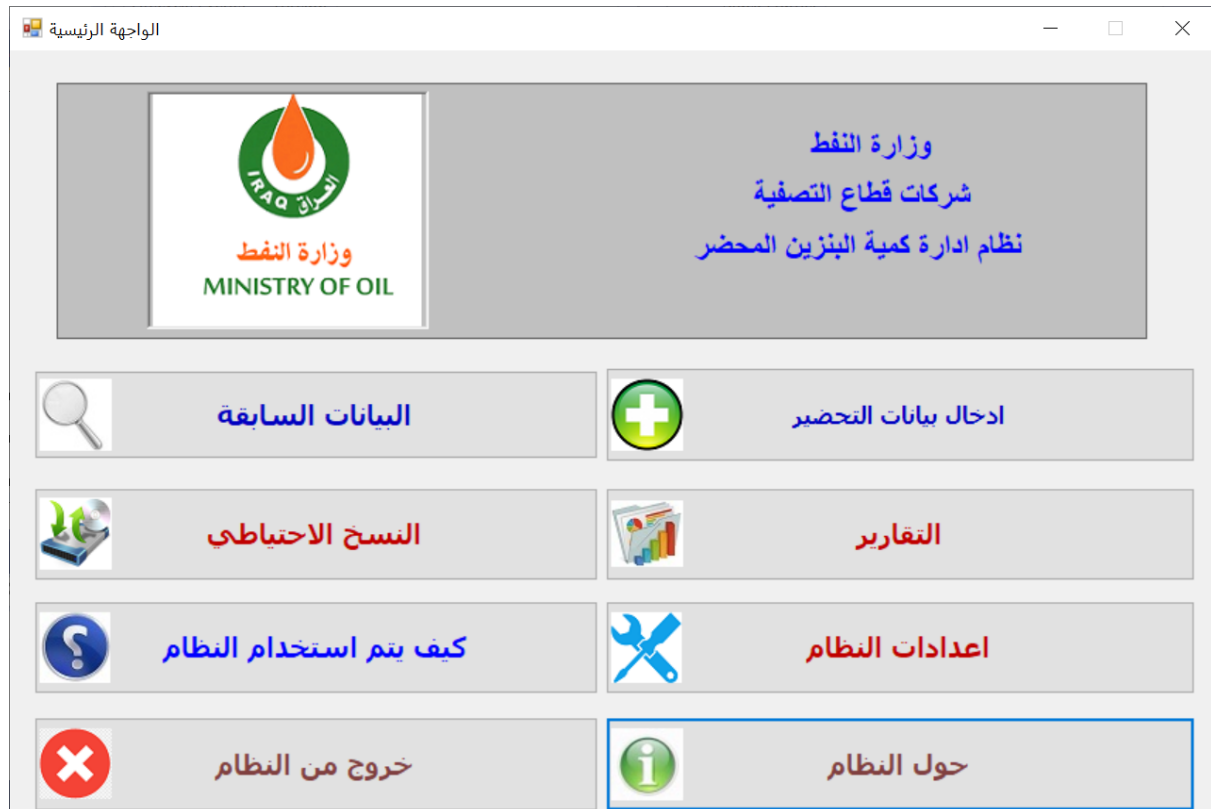 الواجهة الرئيسية
وزارة النفط
شركات قطاع التصفية
نظام ادارة كمية البنزين المحضر
IRAQ العراق
وزارة النفط
MINISTRY OF OIL
ادخال بيانات التحضير
البيانات السابقة
التقارير
النسخ الاحتياطي
اعدادات النظام
كيف يتم استخدام النظام
حول النظام
خروج من النظام